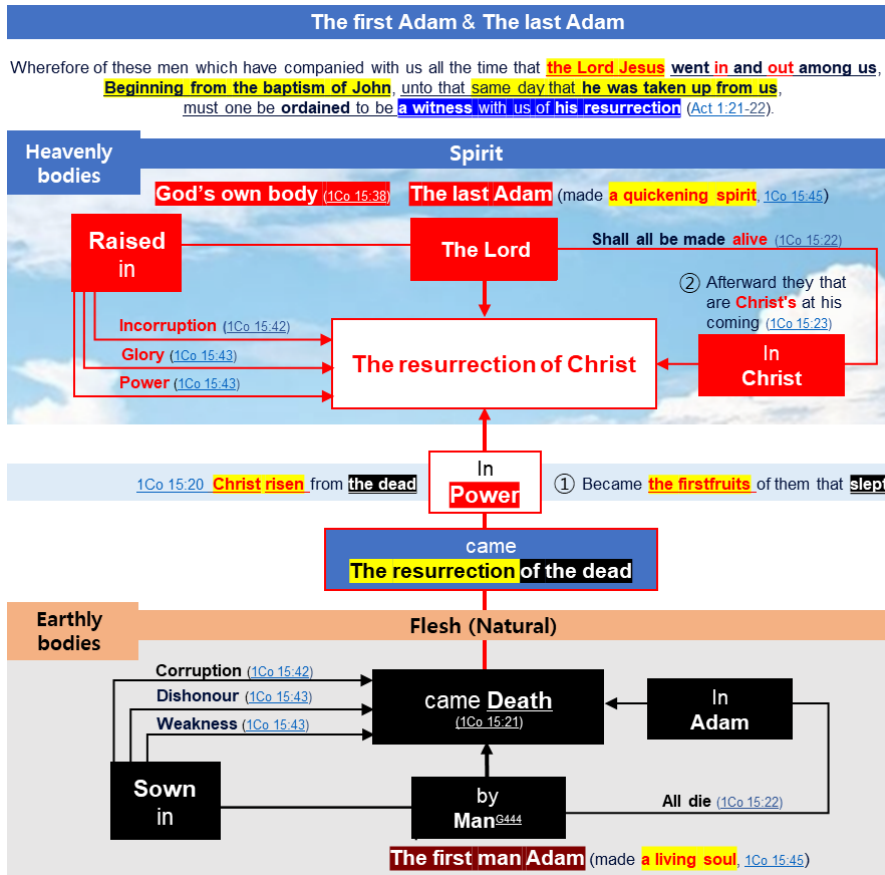 The first Adam & The last Adam
Wherefore of these men which have companied with us all the time that the Lord Jesus went in and out among us,
Beginning from the baptism of John, unto that same day that he was taken up from us,
must one be ordained to be a witness with us of his resurrection (Act 1:21-22).
Heavenly
bodies
Spirit
God's own body (1Co 15:38) The last Adam (made a quickening spirit, 1Co 15:45)
Raised
in
The Lord
Shall all be made alive (1Co 15:22)
② Afterward they that
are Christ's at his
coming (1Co 15:23)
Incorruption (1Co 15:42)
Glory (1Co 15:43)
Power (1Co 15:43)
The resurrection of Christ
In
Christ
1Co 15:20 Christ risen from the dead
In
Power
① Became the firstfruits of them that slept
came
The resurrection of the dead
Earthly
bodies
Flesh (Natural)
Corruption (1Co 15:42)
Dishonour (1Co 15:43)
Weakness (1Co 15:43)
came Death
(1Co 15:21)
In
Adam
Sown
in
by
Man G444
All die (1Co 15:22)
The first man Adam (made a living soul, 1Co 15:45)